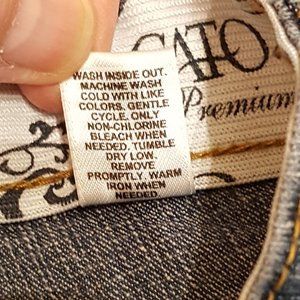 WASH INSIDE OUT.
MACHINE WASH
COLD WITH LIKE
COLORS, GENTLE
CYCLE. ONLY
NON-CHLORINE
BLEACH WHEN
NEEDED. TUMBLE
DRY LOW.
REMOVE
PROMPTLY. WARM
IRON WHEN
NEEDED
CATO
Premium